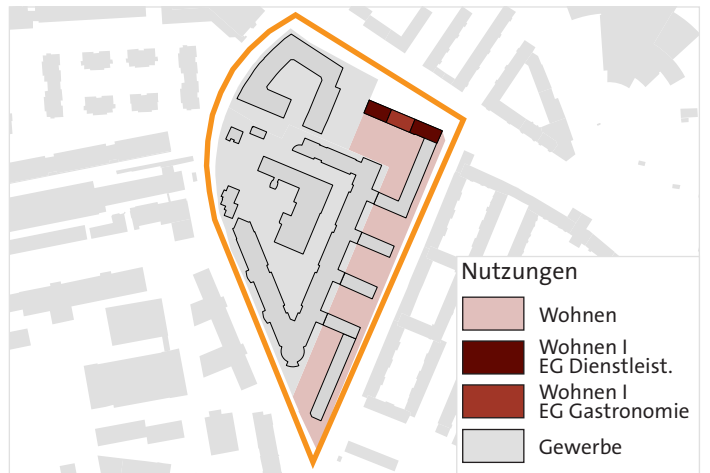 Nutzungen
Wohnen
Wohnen I
EG Dienstleist.
Wohnen I
EG Gastronomie
Gewerbe